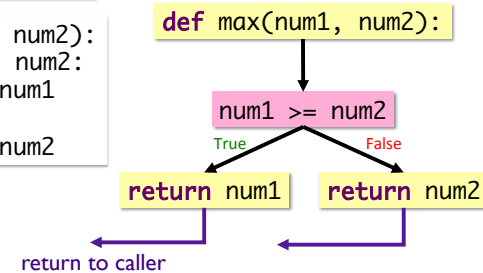 num2):
num2:
num1
num2
def max(num1, num2):
num1 >= num2
True
False
return num1
return num2
return to caller